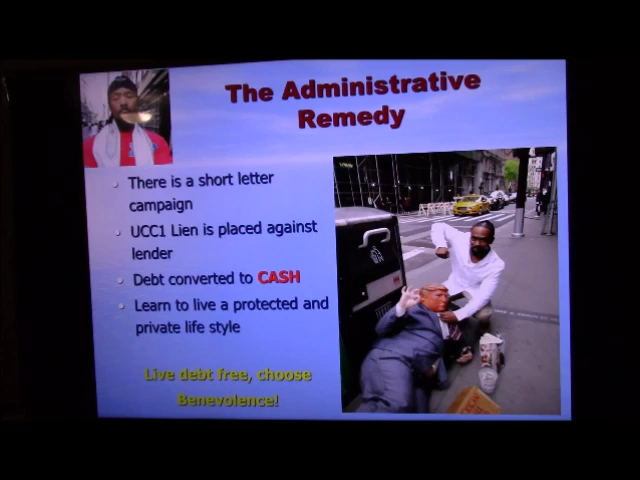 The Administrative
Remedy
There is a short letter
campaign
UCC1 Lien is placed against
lender
Debt converted to CASH
Learn to live a protected and
private life style
Live debt free, choose
Benevolence!